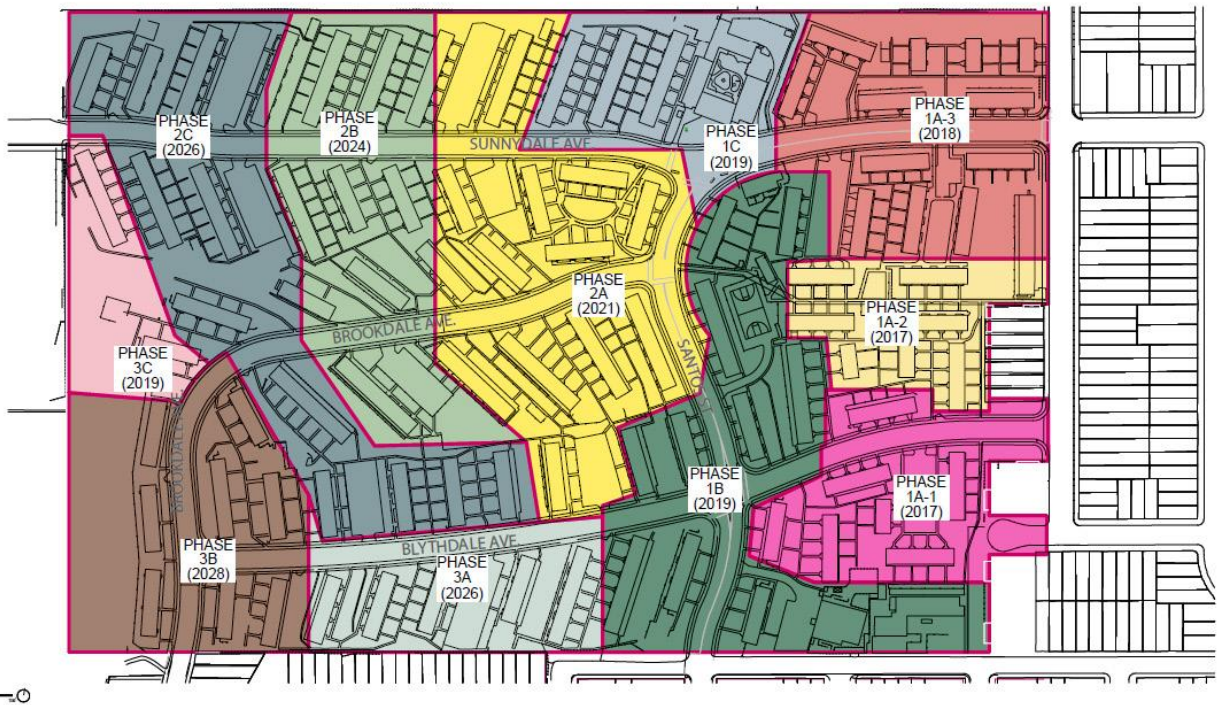 PHASE
2C
(2026)
PHASE
2B
(2024)
SUNNYDALE AVE.
PHASE
1C
(2019)
PHASE
1A-3
(2018)
PHASE
2A
(2021)
PHASE
1A-2
(2017)
BROOKDALE AVE.
PHASE
3C
(2019)
BROOKDALE AVE.
PHASE
1B
(2019)
PHASE
1A-1
(2017)
BLYTHDALE AVE.
PHASE
3B
(2028)
PHASE
3A
(2026)